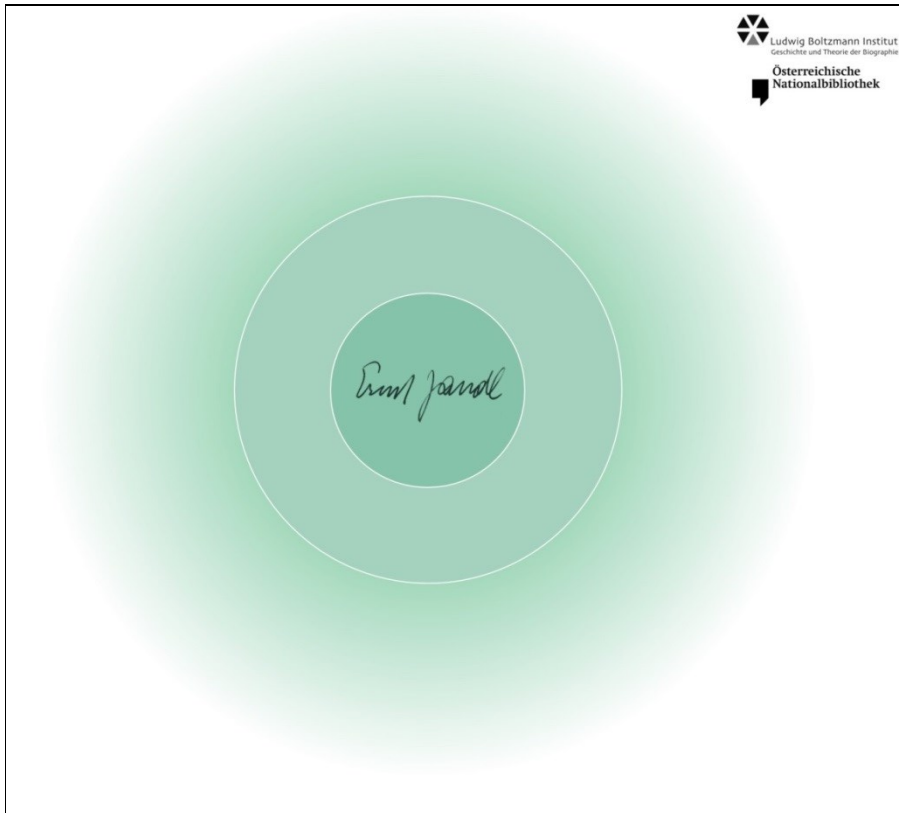 Ludwig Boltzmann Institut
Geschichte und Theorie der Biographie
Österreichische
Nationalbibliothek
Ernst Jandl